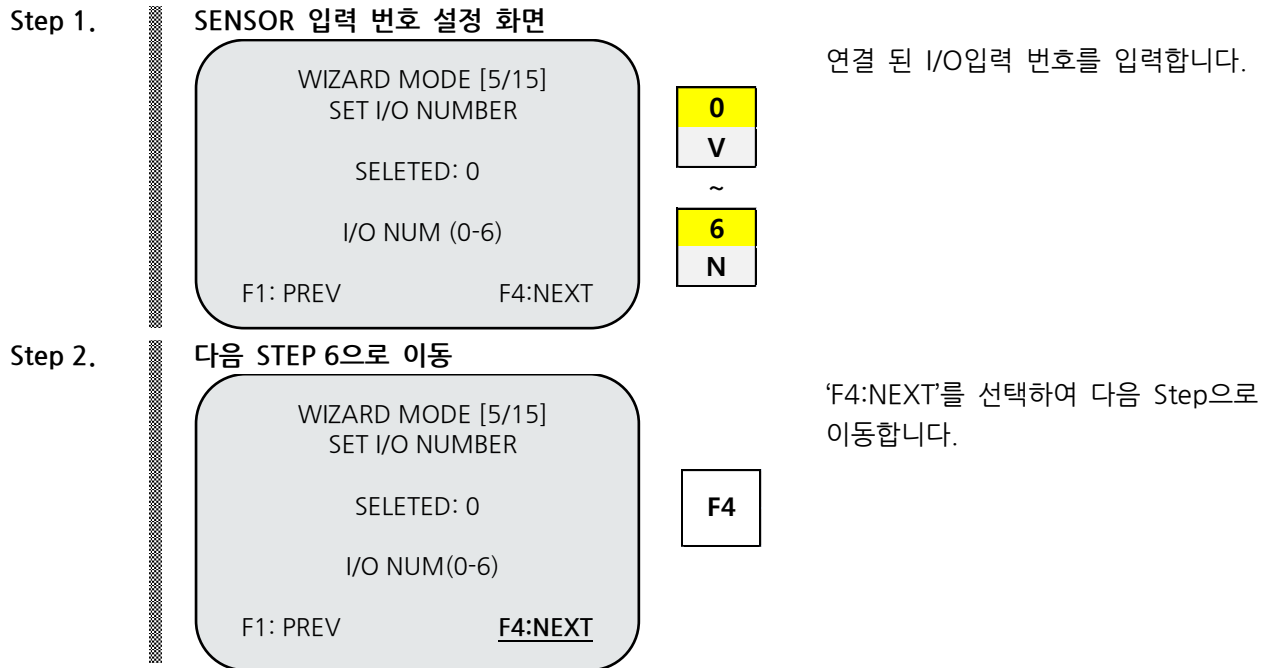 Step 1.
SENSOR 입력 번호 설정 화면
WIZARD MODE [5/15]
SET I/O NUMBER
SELETED: 0
I/O NUM (0-6)
F1: PREV F4:NEXT
0
V
~
6
N
연결 된 I/O입력 번호를 입력합니다.
Step 2.
다음 STEP 6으로 이동
WIZARD MODE [5/15]
SET I/O NUMBER
SELETED: 0
I/O NUM(0-6)
F1: PREV F4:NEXT
F4
‘F4:NEXT’를 선택하여 다음 Step으로
이동합니다.